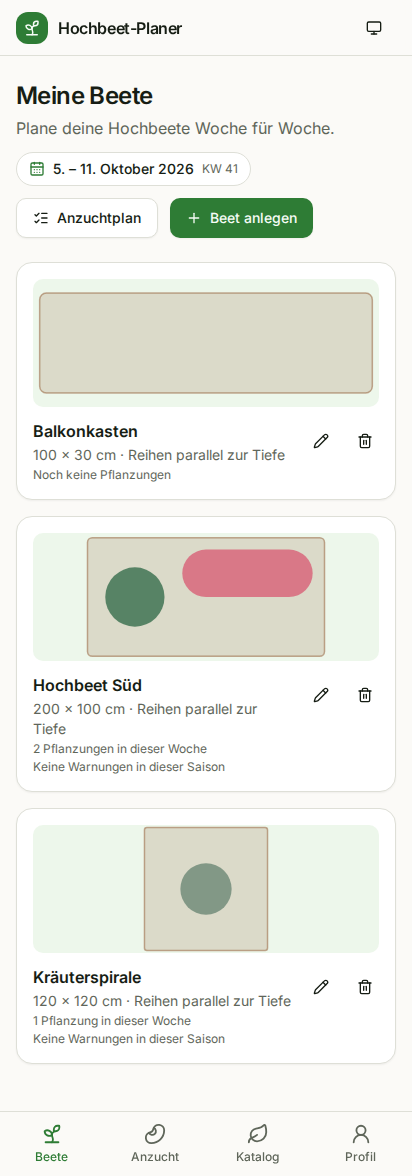 Hochbeet-Planer
Meine Beete
Plane deine Hochbeete Woche für Woche.
5. – 11. Oktober 2026 KW 41
Anzuchtplan
Beet anlegen
Balkonkasten
100 × 30 cm · Reihen parallel zur Tiefe
Noch keine Pflanzungen
Hochbeet Süd
200 × 100 cm · Reihen parallel zur
Tiefe
2 Pflanzungen in dieser Woche
Keine Warnungen in dieser Saison
Kräuterspirale
120 × 120 cm · Reihen parallel zur Tiefe
1 Pflanzung in dieser Woche
Keine Warnungen in dieser Saison
Beete
Anzucht
Katalog
Profil